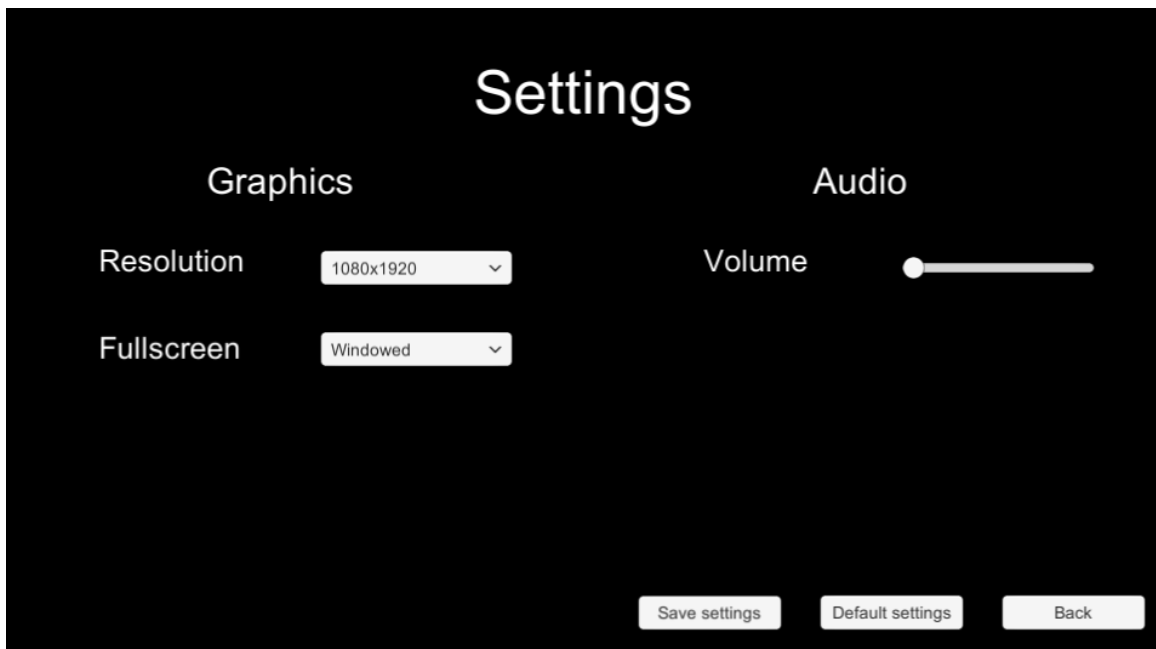 Settings
Graphics
Audio
Resolution
1080x1920
Volume
Fullscreen
Windowed
Save settings
Default settings
Back